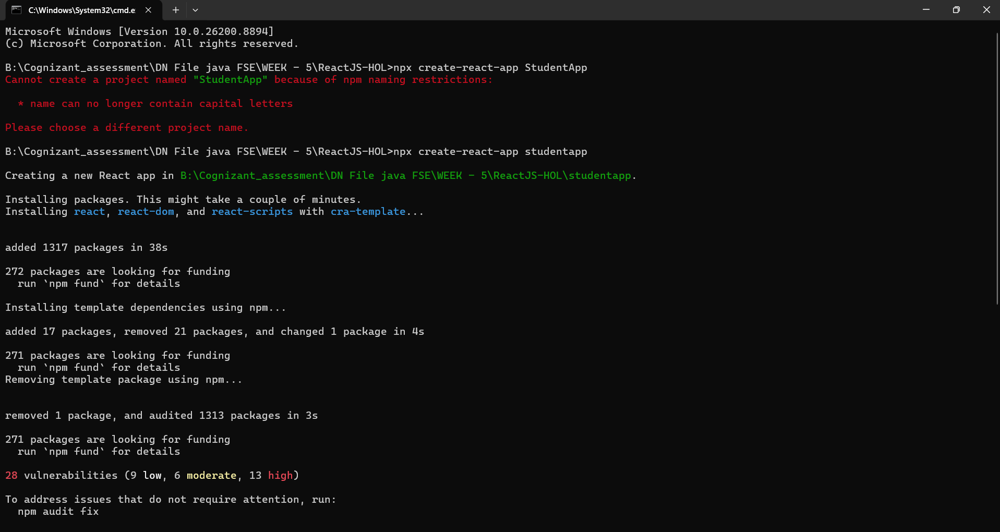 C:\Windows\System32\cmd.e
Microsoft Windows [Version 10.0.26200.8894]
(c) Microsoft Corporation. All rights reserved.
B:\Cognizant_assessment\DN File java FSE\WEEK - 5\ReactJS-HOL>npx create-react-app StudentApp
Cannot create a project named "StudentApp" because of npm naming restrictions:
* name can no longer contain capital letters
Please choose a different project name.
B:\Cognizant_assessment\DN File java FSE\WEEK - 5\ReactJS-HOL>npx create-react-app studentapp
Creating a new React app in B:\Cognizant_assessment\DN File java FSE\WEEK - 5\ReactJS-HOL\studentapp.
Installing packages. This might take a couple of minutes.
Installing react, react-dom, and react-scripts with cra-template...
added 1317 packages in 38s
272 packages are looking for funding
run `npm fund` for details
Installing template dependencies using npm...
added 17 packages, removed 21 packages, and changed 1 package in 4s
271 packages are looking for funding
run `npm fund` for details
Removing template package using npm...
removed 1 package, and audited 1313 packages in 3s
271 packages are looking for funding
run `npm fund` for details
28 vulnerabilities (9 low, 6 moderate, 13 high)
To address issues that do not require attention, run:
npm audit fix